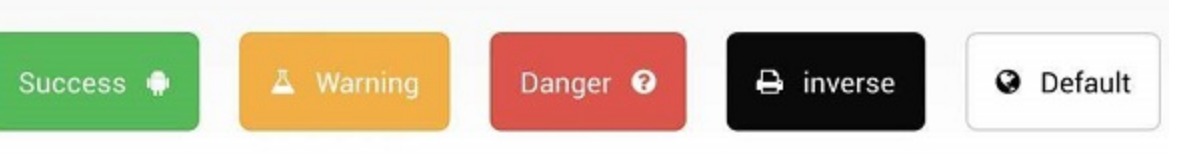 Success
Warning
Danger
inverse
Default